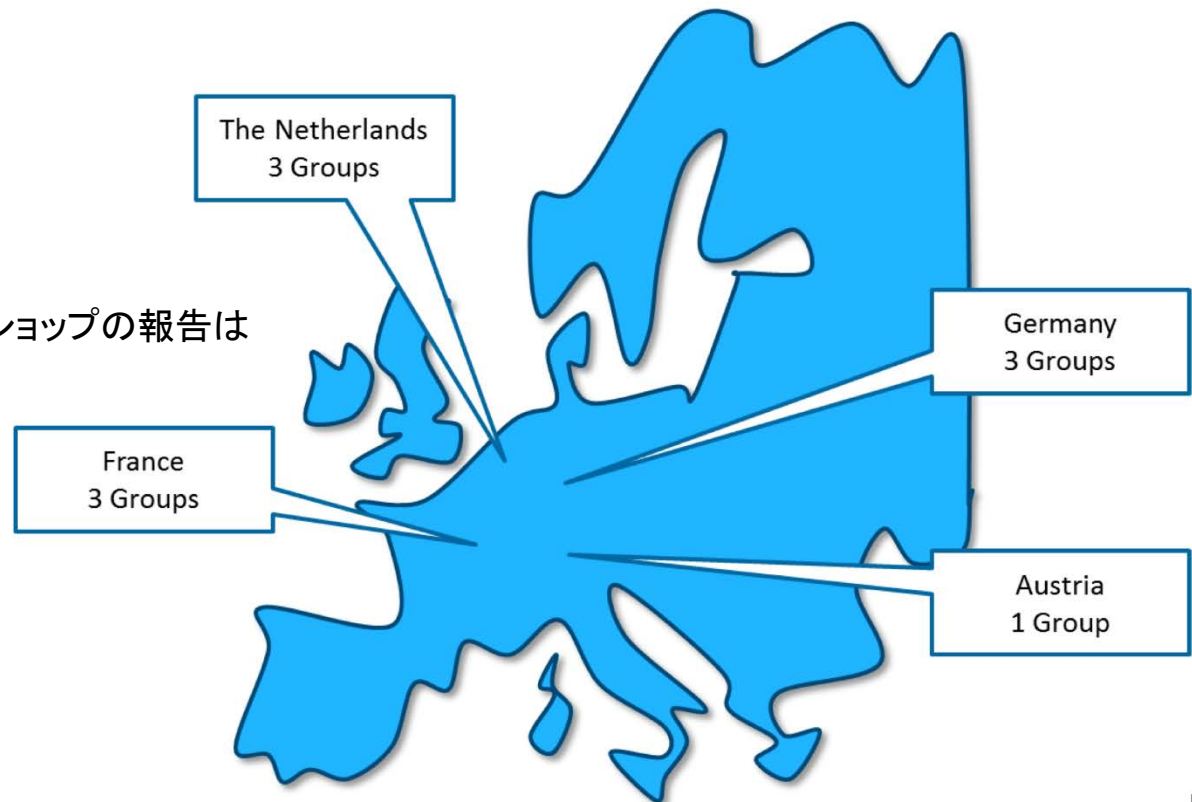 The Netherlands
3 Groups
ショップの報告は
Germany
3 Groups
France
3 Groups
Austria
1 Group